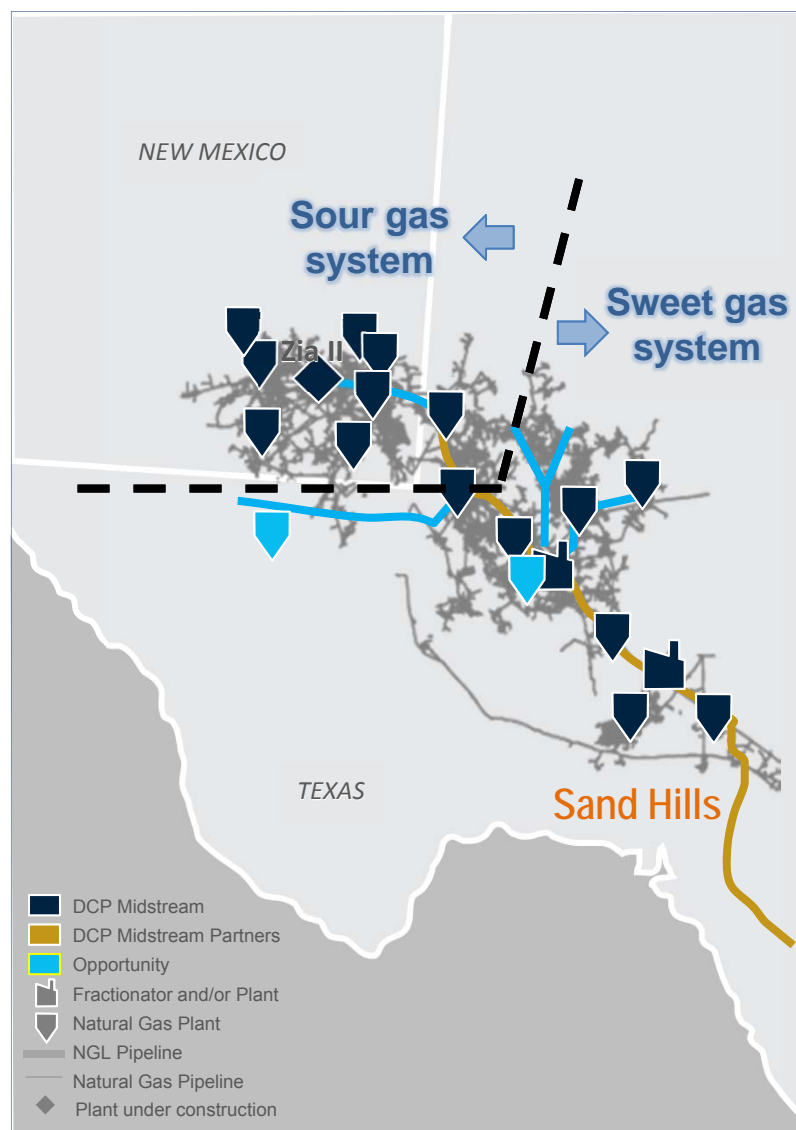 NEW MEXICO
Sour gas
system
Sweet gas
system
Zia II
TEXAS
Sand Hills
DCP Midstream
DCP Midstream Partners
Opportunity
Fractionator and/or Plant
Natural Gas Plant
NGL Pipeline
Natural Gas Pipeline
Plant under construction